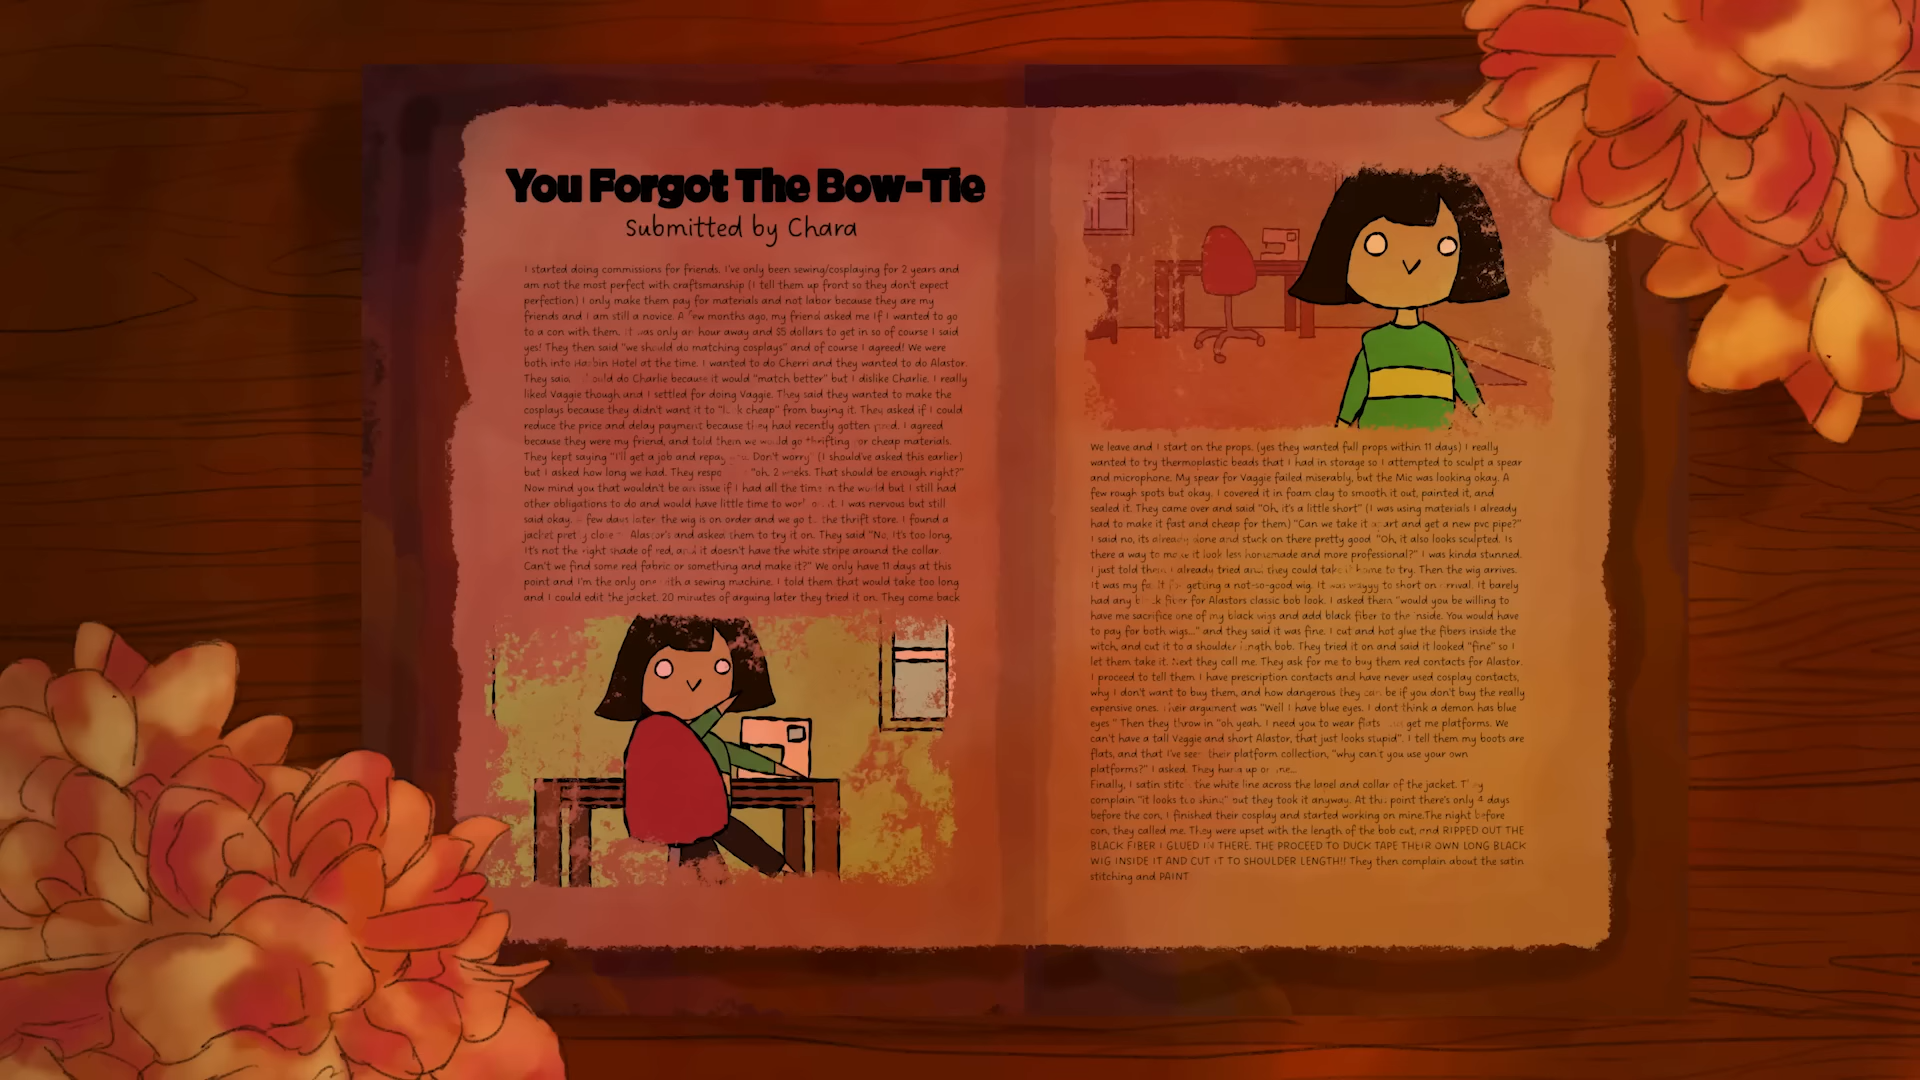 You Forgot The Bow-Tie
Submitted by Chara
I started doing commissions for friends. I've only been sewing/cosplaying for 2 years and
am not the most perfect with craftsmanship (I tell them up front so they don't expect
perfection) I only make them pay for materials and not labor because they are my
friends and I am still a novice. A few months ago, my friend asked me if I wanted to go
to a con with them. It was only an hour away and $5 dollars to get in so of course I said
yes! They then said "we should do matching cosplays" and of course I agreed! We were
both into Hazbin Hotel at the time. I wanted to do Cherri and they wanted to do Alastor.
They said I should do Charlie because it would "match better" but I dislike Charlie. I really
liked Vaggie though and I settled for doing Vaggie. They said they wanted to make the
cosplays because they didn't want it to "look cheap" from buying it. They asked if I could
reduce the price and delay payment because they had recently gotten fired. I agreed
because they were my friend, and told them we would go thrifting for cheap materials.
They kept saying "I'll get a job and repay Don't worry" (I should've asked this earlier)
but I asked how long we had. They "oh, 2 weeks. That should be enough right?"
Now mind you that wouldn't be an issue if I had all the time in the world but I still had
other obligations to do and would have little time to work on it. I was nervous but still
said okay. few days later the wig is on order and we go to the thrift store. I found a
jacket pretty close Alastor's and asked them to try it on. They said "No, it's too long,
it's not the right shade of red, and it doesn't have the white stripe around the collar.
Can't we find some red fabric or something and make it?" We only have 11 days at this
point and I'm the only one with a sewing machine. I told them that would take too long
and I could edit the jacket. 20 minutes of arguing later they tried it on. They come back
We leave and I start on the props. (yes they wanted full props within 11 days) I really
wanted to try thermoplastic beads that I had in storage so I attempted to sculpt a spear
and microphone. My spear for Vaggie failed miserably, but the Mic was looking okay. A
few rough spots but okay. I covered it in foam clay to smooth it out, painted it, and
sealed it. They came over and said "Oh, it's a little short" (I was using materials I already
had to make it fast and cheap for them) "Can we take it apart and get a new pvc pipe?"
I said no, its already done and stuck on there pretty good. "Oh, it also looks sculpted. Is
there a way to make it look less homemade and more professional?" I was kinda stunned.
I just told them I already tried and they could take it home to try. Then the wig arrives.
It was my fault for getting a not-so-good wig. It was waggy to short on arrival. It barely
had any black fiber for Alastors classic bob look. I asked them "would you be willing to
have me sacrifice one of my black wigs and add black fiber to the inside. You would have
to pay for both wigs..." and they said it was fine. I cut and hot glue the fibers inside the
witch, and cut it to a shoulder length bob. They tried it on and said it looked "fine" so I
let them take it. Next they call me. They ask for me to buy them red contacts for Alastor.
I proceed to tell them I have prescription contacts and have never used cosplay contacts,
why I don't want to buy them, and how dangerous they can be if you don't buy the really
expensive ones. Their argument was "Well I have blue eyes. I dont think a demon has blue
eyes." Then they throw in "oh yeah, I need you to wear flats get me platforms. We
can't have a tall Veggie and short Alastor, that just looks stupid". I tell them my boots are
flats, and that I've seen their platform collection, "why can't you use your own
platforms?" I asked. They hung up on me...
Finally, I satin stitch the white line across the lapel and collar of the jacket. They
complain "it looks too shiny" but they took it anyway. At this point there's only 4 days
before the con, I finished their cosplay and started working on mine.The night before
con, they called me. They were upset with the length of the bob cut, and RIPPED OUT THE
BLACK FIBER I GLUED IN THERE. THE PROCEED TO DUCK TAPE THEIR OWN LONG BLACK
WIG INSIDE IT AND CUT IT TO SHOULDER LENGTH!! They then complain about the satin
stitching and PAINT